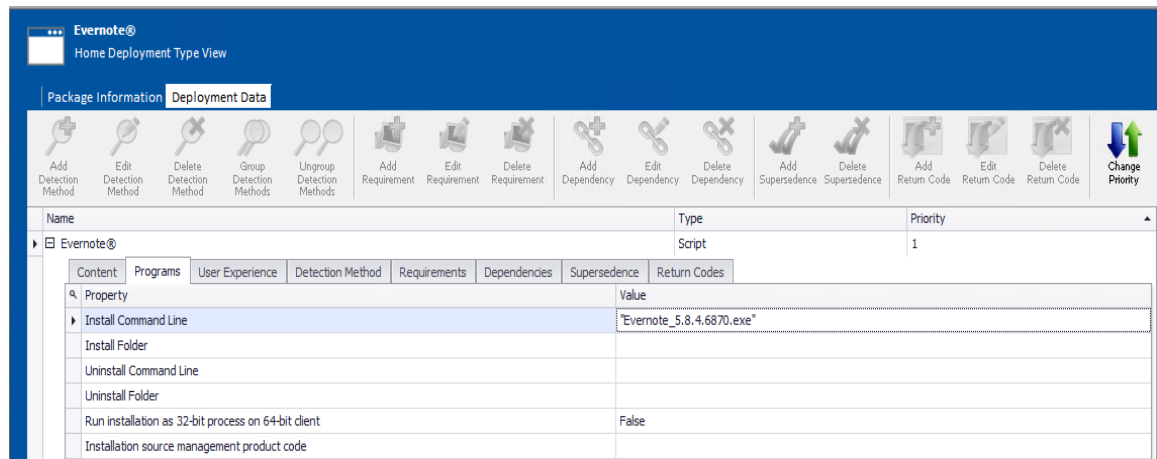 Evernote®
Home Deployment Type View
Package Information Deployment Data
Add Detection Method
Edit Detection Method
Delete Detection Method
Group Detection Methods
Ungroup Detection Methods
Add Requirement
Edit Requirement
Delete Requirement
Add Dependency
Edit Dependency
Delete Dependency
Add Supersedence
Delete Supersedence
Add Return Code
Edit Return Code
Delete Return Code
Change Priority
Name Type Priority
Evernote® Script 1
Content Programs User Experience Detection Method Requirements Dependencies Supersedence Return Codes
Property Value
Install Command Line "Evernote_5.8.4.6870.exe"
Install Folder
Uninstall Command Line
Uninstall Folder
Run installation as 32-bit process on 64-bit client False
Installation source management product code